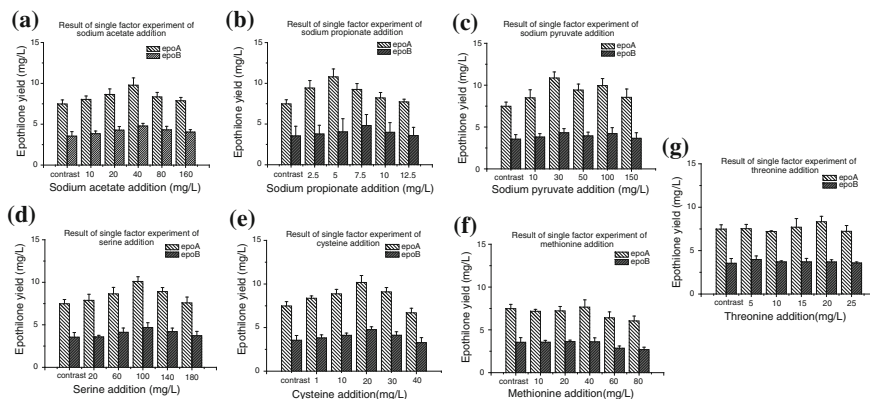 (a)
Result of single factor experiment of
sodium acetate addition
epoA
epoB
Epothilone yield (mg/L)
15
10
5
0
contrast 10 20 40 80 160
Sodium acetate addition (mg/L)
(b)
Result of single factor experiment of
sodium propionate addition
epoA
epoB
Epothilone yield (mg/L)
15
10
5
0
contrast 2.5 5 7.5 10 12.5
Sodium propionate addition (mg/L)
(c)
Result of single factor experiment of
sodium pyruvate addition
epoA
epoB
Epothilone yield (mg/L)
15
10
5
0
contrast 10 30 50 100 150
Sodium pyruvate addition (mg/L)
(d)
Result of single factor experiment of
serine addition
epoA
epoB
Epothilone yield (mg/L)
15
10
5
0
contrast 20 60 100 140 180
Serine addition (mg/L)
(e)
Result of single factor experiment of
cysteine addition
epoA
epoB
Epothilone yield (mg/L)
15
10
5
0
contrast 1 10 20 30 40
Cysteine addition(mg/L)
(f)
Result of single factor experiment of
methionine addition
epoA
epoB
Epothilone yield (mg/L)
15
10
5
0
contrast 10 20 40 60 80
Methionine addition (mg/L)
(g)
Result of single factor experiment of
threonine addition
epoA
epoB
Epothilone yield (mg/L)
15
10
5
0
contrast 5 10 15 20 25
Threonine addition(mg/L)